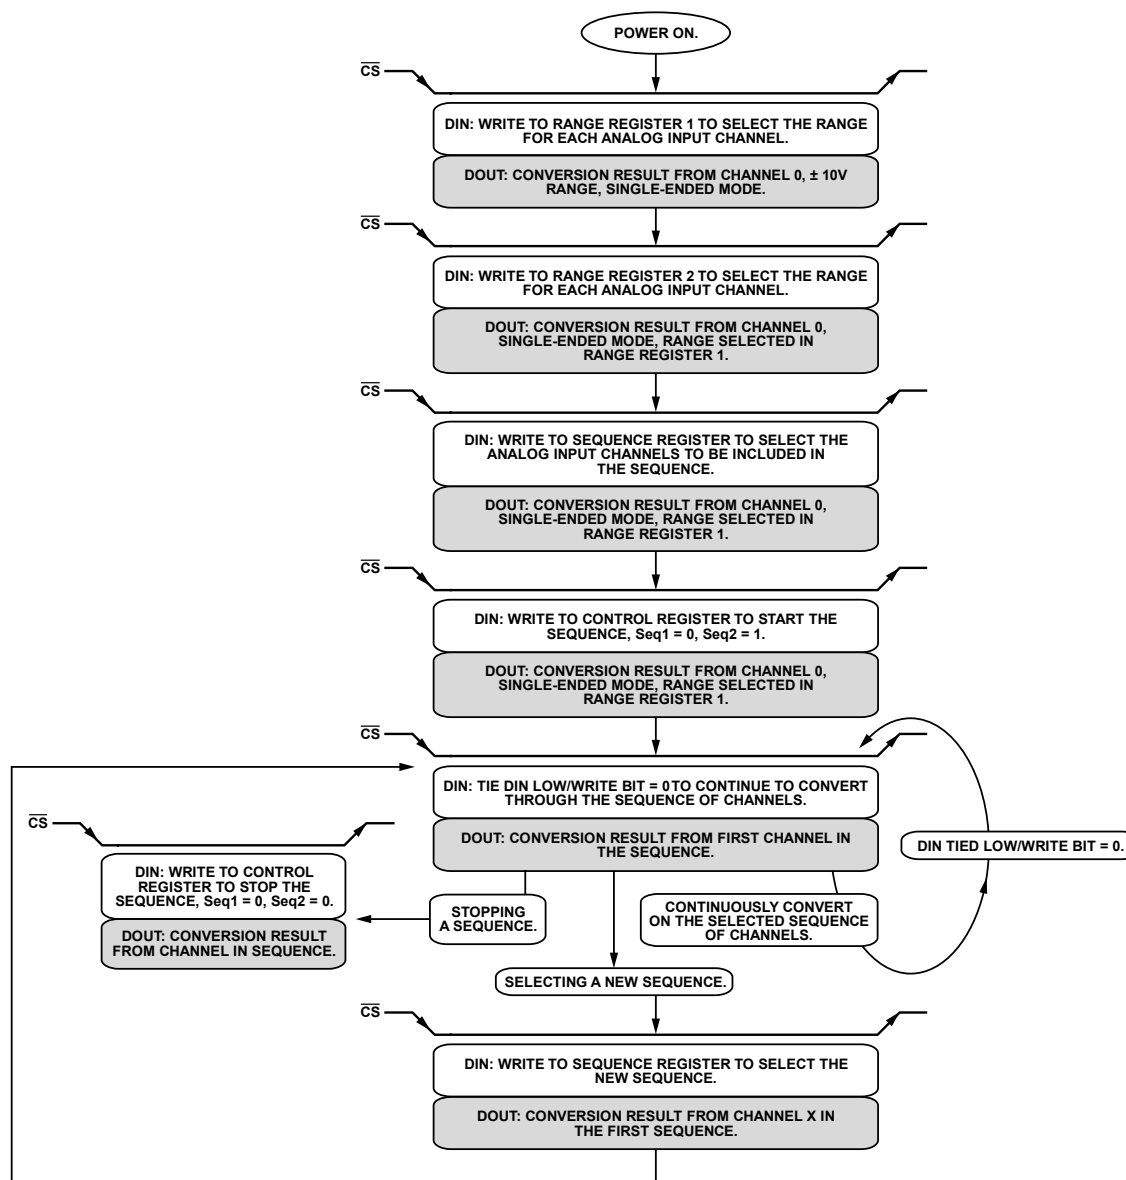 POWER ON.
CS
DIN: WRITE TO RANGE REGISTER 1 TO SELECT THE RANGE
FOR EACH ANALOG INPUT CHANNEL.
DOUT: CONVERSION RESULT FROM CHANNEL 0, ± 10V
RANGE, SINGLE-ENDED MODE.
CS
DIN: WRITE TO RANGE REGISTER 2 TO SELECT THE RANGE
FOR EACH ANALOG INPUT CHANNEL.
DOUT: CONVERSION RESULT FROM CHANNEL 0,
SINGLE-ENDED MODE, RANGE SELECTED IN
RANGE REGISTER 1.
CS
DIN: WRITE TO SEQUENCE REGISTER TO SELECT THE
ANALOG INPUT CHANNELS TO BE INCLUDED IN
THE SEQUENCE.
DOUT: CONVERSION RESULT FROM CHANNEL 0,
SINGLE-ENDED MODE, RANGE SELECTED IN
RANGE REGISTER 1.
CS
DIN: WRITE TO CONTROL REGISTER TO START THE
SEQUENCE, Seq1 = 0, Seq2 = 1.
DOUT: CONVERSION RESULT FROM CHANNEL 0,
SINGLE-ENDED MODE, RANGE SELECTED IN
RANGE REGISTER 1.
CS
DIN: TIE DIN LOW/WRITE BIT = 0 TO CONTINUE TO CONVERT
THROUGH THE SEQUENCE OF CHANNELS.
DOUT: CONVERSION RESULT FROM FIRST CHANNEL IN
THE SEQUENCE.
DIN TIED LOW/WRITE BIT = 0.
CS
DIN: WRITE TO CONTROL
REGISTER TO STOP THE
SEQUENCE, Seq1 = 0, Seq2 = 0.
DOUT: CONVERSION RESULT
FROM CHANNEL IN SEQUENCE.
STOPPING
A SEQUENCE.
CONTINUOUSLY CONVERT
ON THE SELECTED SEQUENCE
OF CHANNELS.
SELECTING A NEW SEQUENCE.
CS
DIN: WRITE TO SEQUENCE REGISTER TO SELECT THE
NEW SEQUENCE.
DOUT: CONVERSION RESULT FROM CHANNEL X IN
THE FIRST SEQUENCE.